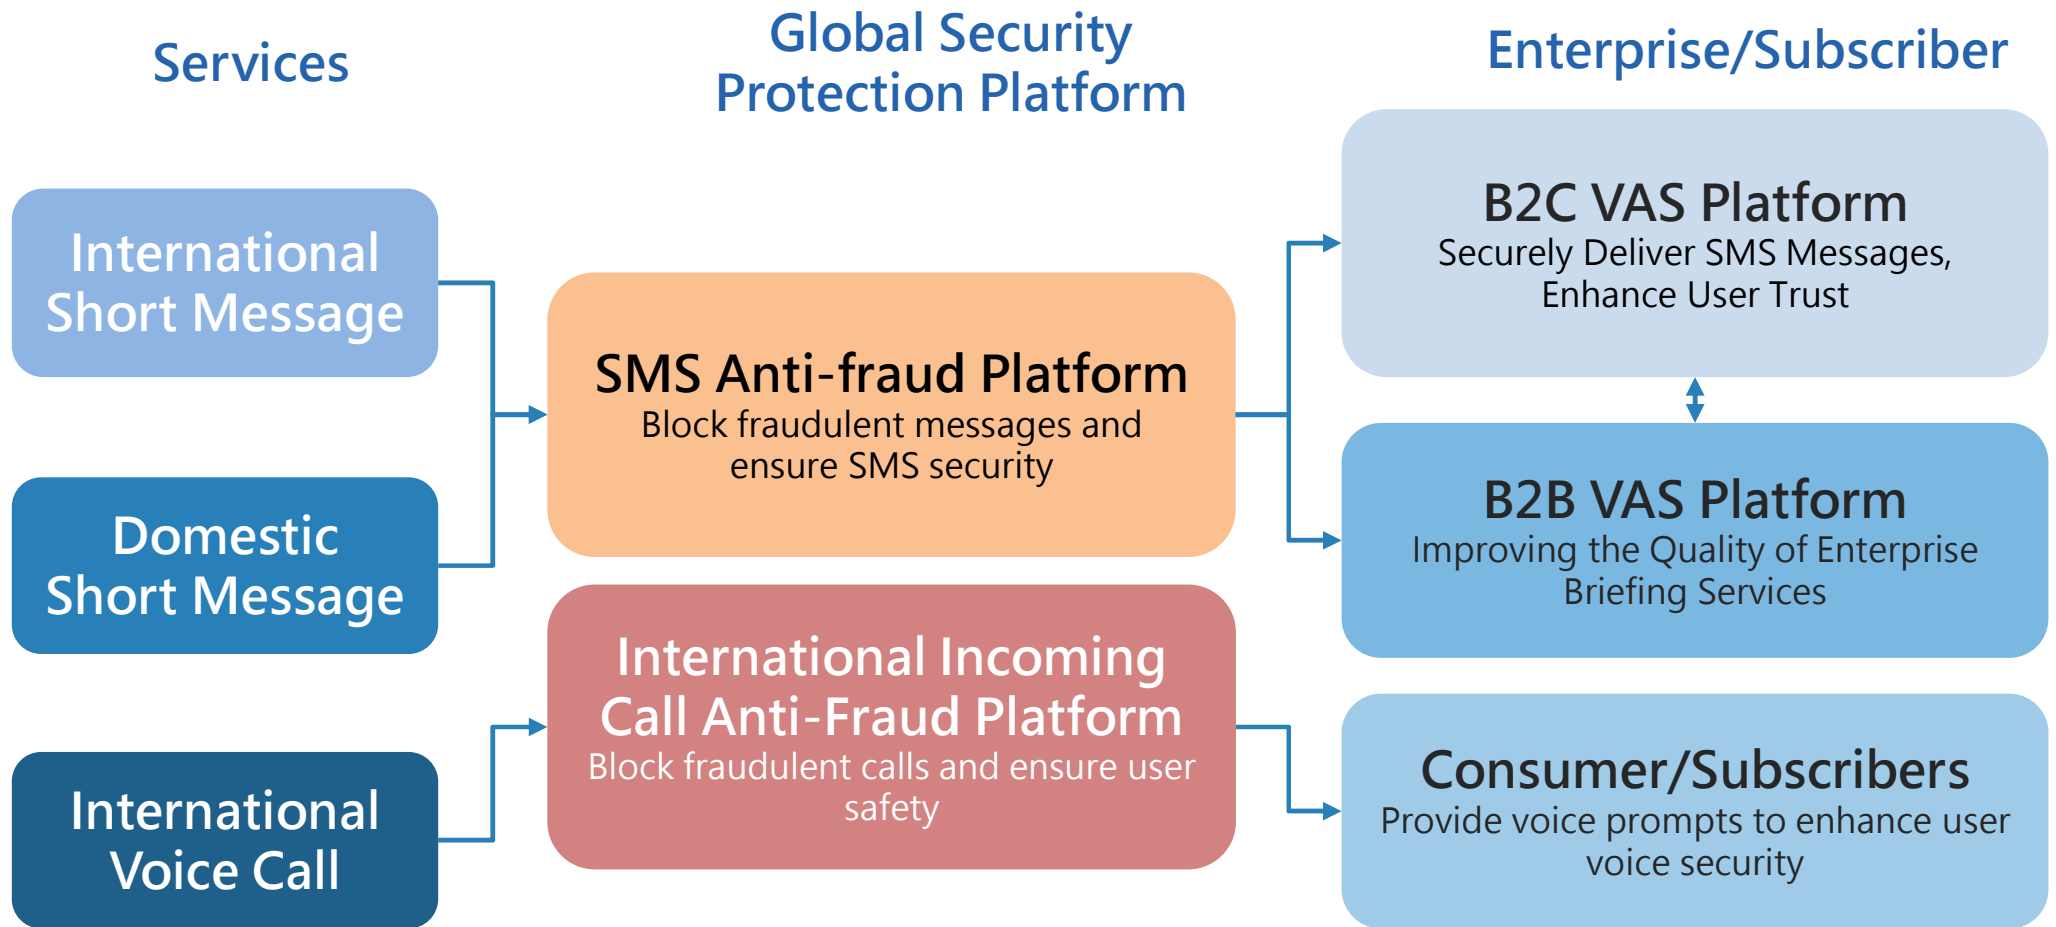 Services
Global Security
Protection Platform
Enterprise/Subscriber
International
Short Message
Domestic
Short Message
International
Voice Call
SMS Anti-fraud Platform
Block fraudulent messages and
ensure SMS security
International Incoming
Call Anti-Fraud Platform
Block fraudulent calls and ensure user
safety
B2C VAS Platform
Securely Deliver SMS Messages,
Enhance User Trust
B2B VAS Platform
Improving the Quality of Enterprise
Briefing Services
Consumer/Subscribers
Provide voice prompts to enhance user
voice security